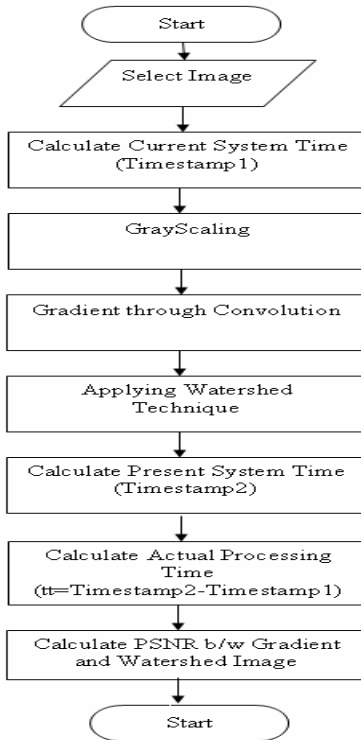 Start
Select Image
Calculate Current System Time
(Timestamp1)
GrayScaling
Gradient through Convolution
Applying Watershed
Technique
Calculate Present System Time
(Timestamp2)
Calculate Actual Processing
Time
(tt=Timestamp2-Timestamp1)
Calculate PSNR b/w Gradient
and Watershed Image
Start